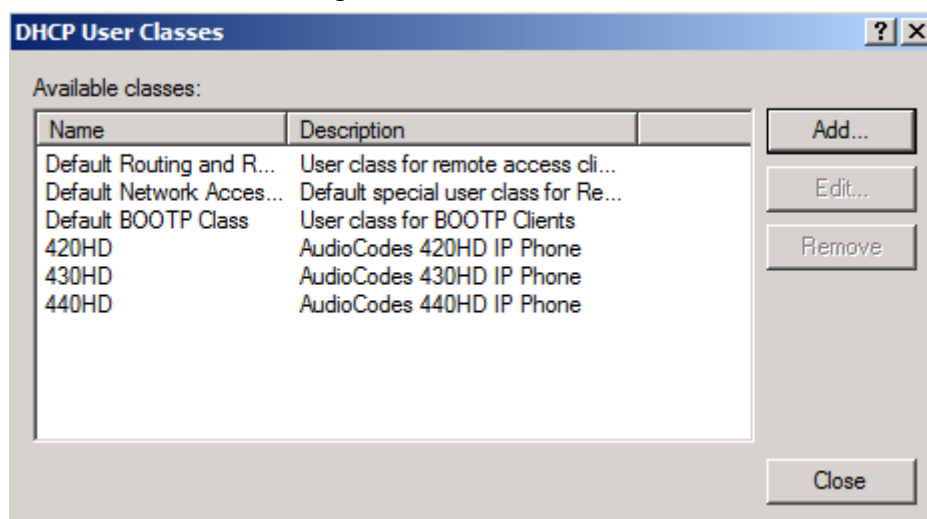 DHCP User Classes
Available classes:
Name Description
Default Routing and R... User class for remote access cli...
Default Network Acces... Default special user class for Re...
Default BOOTP Class User class for BOOTP Clients
420HD AudioCodes 420HD IP Phone
430HD AudioCodes 430HD IP Phone
440HD AudioCodes 440HD IP Phone
Add...
Edit...
Remove
Close